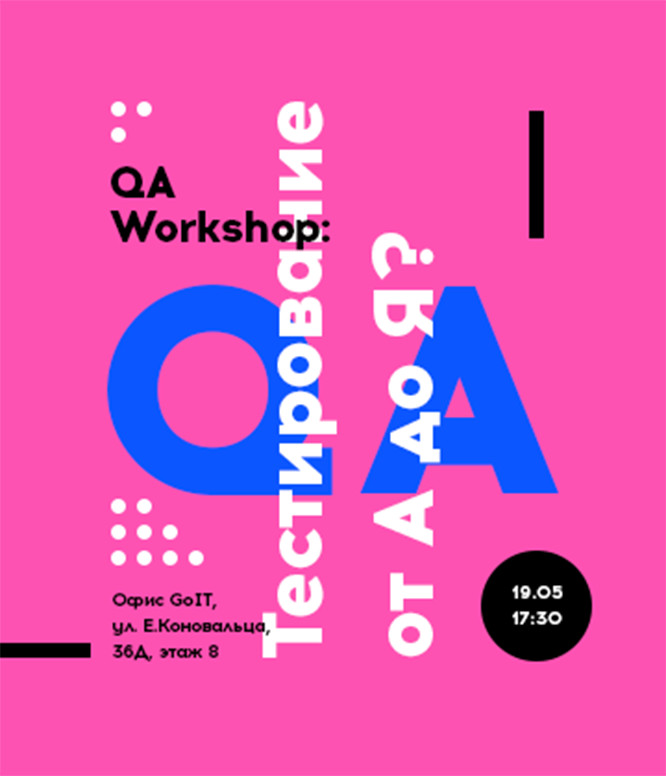 QA
Workshop:
Тестирование
от А до Я?
QA
Офис GoIT,
ул. Е.Коновальца,
36Д, этаж 8
19.05
17:30